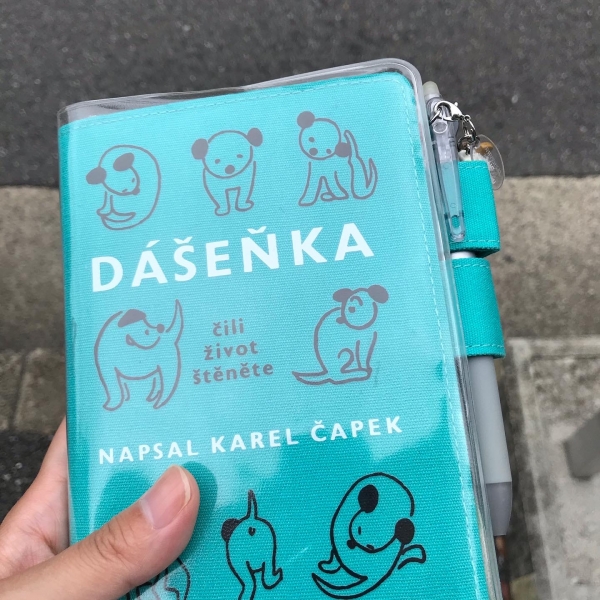 DÁŠEŇKA
čili
život
štěněte
NAPSAL KAREL ČAPEK